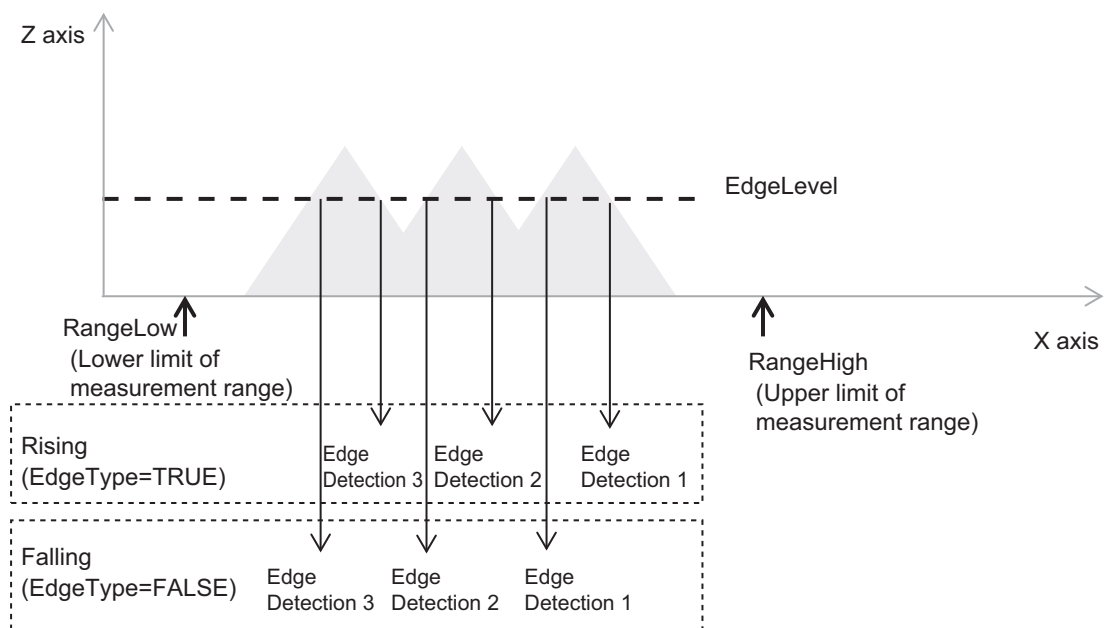 Z axis
EdgeLevel
RangeLow
(Lower limit of
measurement range)
X axis
RangeHigh
(Upper limit of
measurement range)
Rising
(EdgeType=TRUE)
Edge
Detection 3
Edge
Detection 2
Edge
Detection 1
Falling
(EdgeType=FALSE)
Edge
Detection 3
Edge
Detection 2
Edge
Detection 1